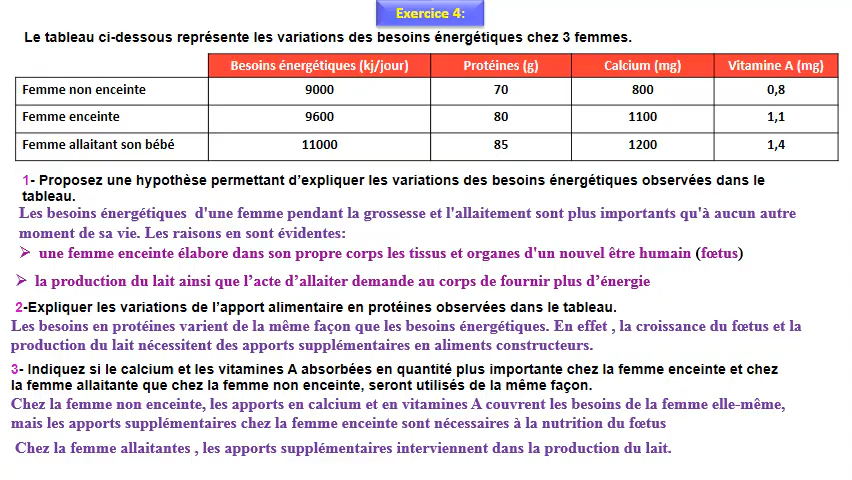 Exercice 4:
Le tableau ci-dessous représente les variations des besoins énergétiques chez 3 femmes.
Besoins énergétiques (kj/jour) Protéines (g) Calcium (mg) Vitamine A (mg)
Femme non enceinte 9000 70 800 0,8
Femme enceinte 9600 80 1100 1,1
Femme allaitant son bébé 11000 85 1200 1,4
1- Proposez une hypothèse permettant d’expliquer les variations des besoins énergétiques observées dans le
tableau.
Les besoins énergétiques d'une femme pendant la grossesse et l'allaitement sont plus importants qu'à aucun autre
moment de sa vie. Les raisons en sont évidentes:
➢ une femme enceinte élabore dans son propre corps les tissus et organes d'un nouvel être humain (fœtus)
➢ la production du lait ainsi que l’acte d’allaiter demande au corps de fournir plus d’énergie
2-Expliquer les variations de l’apport alimentaire en protéines observées dans le tableau.
Les besoins en protéines varient de la même façon que les besoins énergétiques. En effet , la croissance du fœtus et la
production du lait nécessitent des apports supplémentaires en aliments constructeurs.
3- Indiquez si le calcium et les vitamines A absorbées en quantité plus importante chez la femme enceinte et chez
la femme allaitante que chez la femme non enceinte, seront utilisés de la même façon.
Chez la femme non enceinte, les apports en calcium et en vitamines A couvrent les besoins de la femme elle-même,
mais les apports supplémentaires chez la femme enceinte sont nécessaires à la nutrition du fœtus
Chez la femme allaitantes , les apports supplémentaires interviennent dans la production du lait.